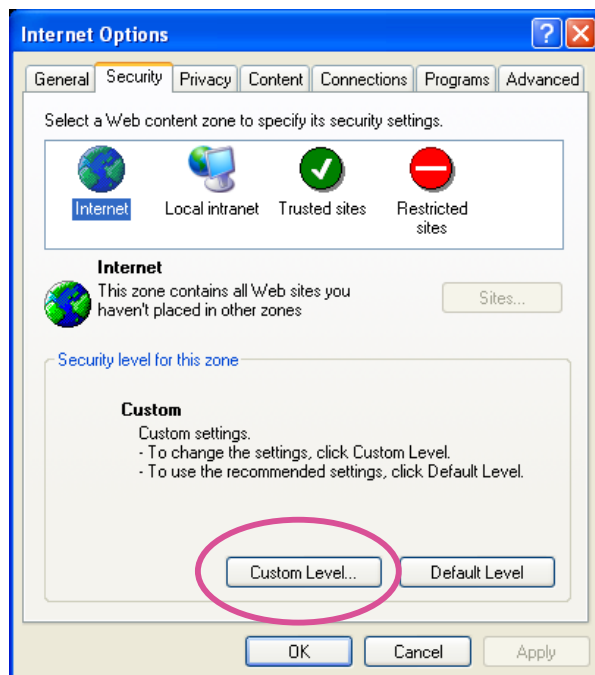 Internet Options
General Security Privacy Content Connections Programs Advanced
Select a Web content zone to specify its security settings.
Internet Local intranet Trusted sites Restricted sites
Internet
This zone contains all Web sites you
haven't placed in other zones
Sites...
Security level for this zone
Custom
Custom settings.
- To change the settings, click Custom Level.
- To use the recommended settings, click Default Level.
Custom Level... Default Level
OK Cancel Apply